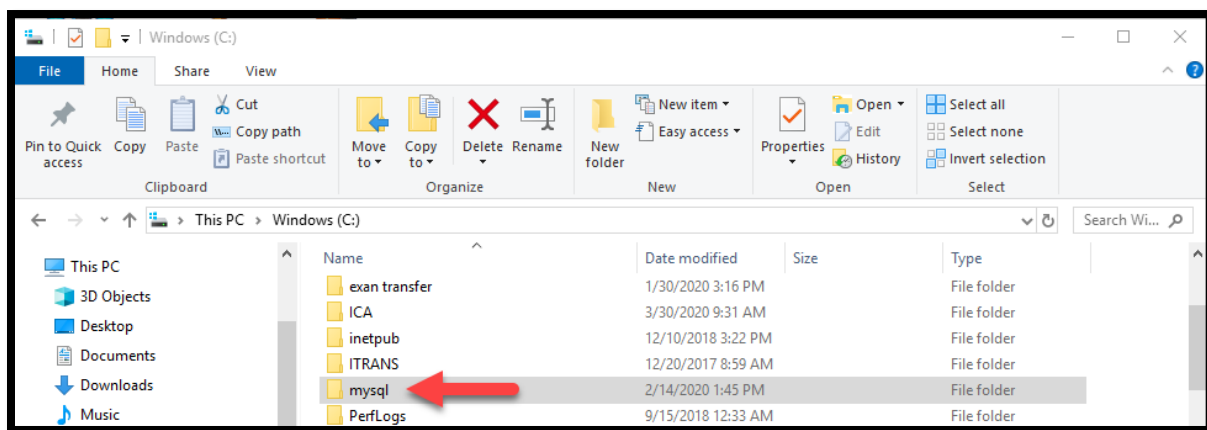 Windows (C:)
File Home Share View
Pin to Quick access
Copy
Paste
Cut
Copy path
Paste shortcut
Clipboard
Move to
Copy to
Delete
Rename
Organize
New folder
New item
Easy access
New
Properties
Open
Edit
History
Open
Select all
Select none
Invert selection
Select
This PC > Windows (C:)
Search Wi...
This PC
3D Objects
Desktop
Documents
Downloads
Music
Name Date modified Size Type
exan transfer 1/30/2020 3:16 PM File folder
ICA 3/30/2020 9:31 AM File folder
inetpub 12/10/2018 3:22 PM File folder
ITRANS 12/20/2017 8:59 AM File folder
mysql 2/14/2020 1:45 PM File folder
PerfLogs 9/15/2018 12:33 AM File folder